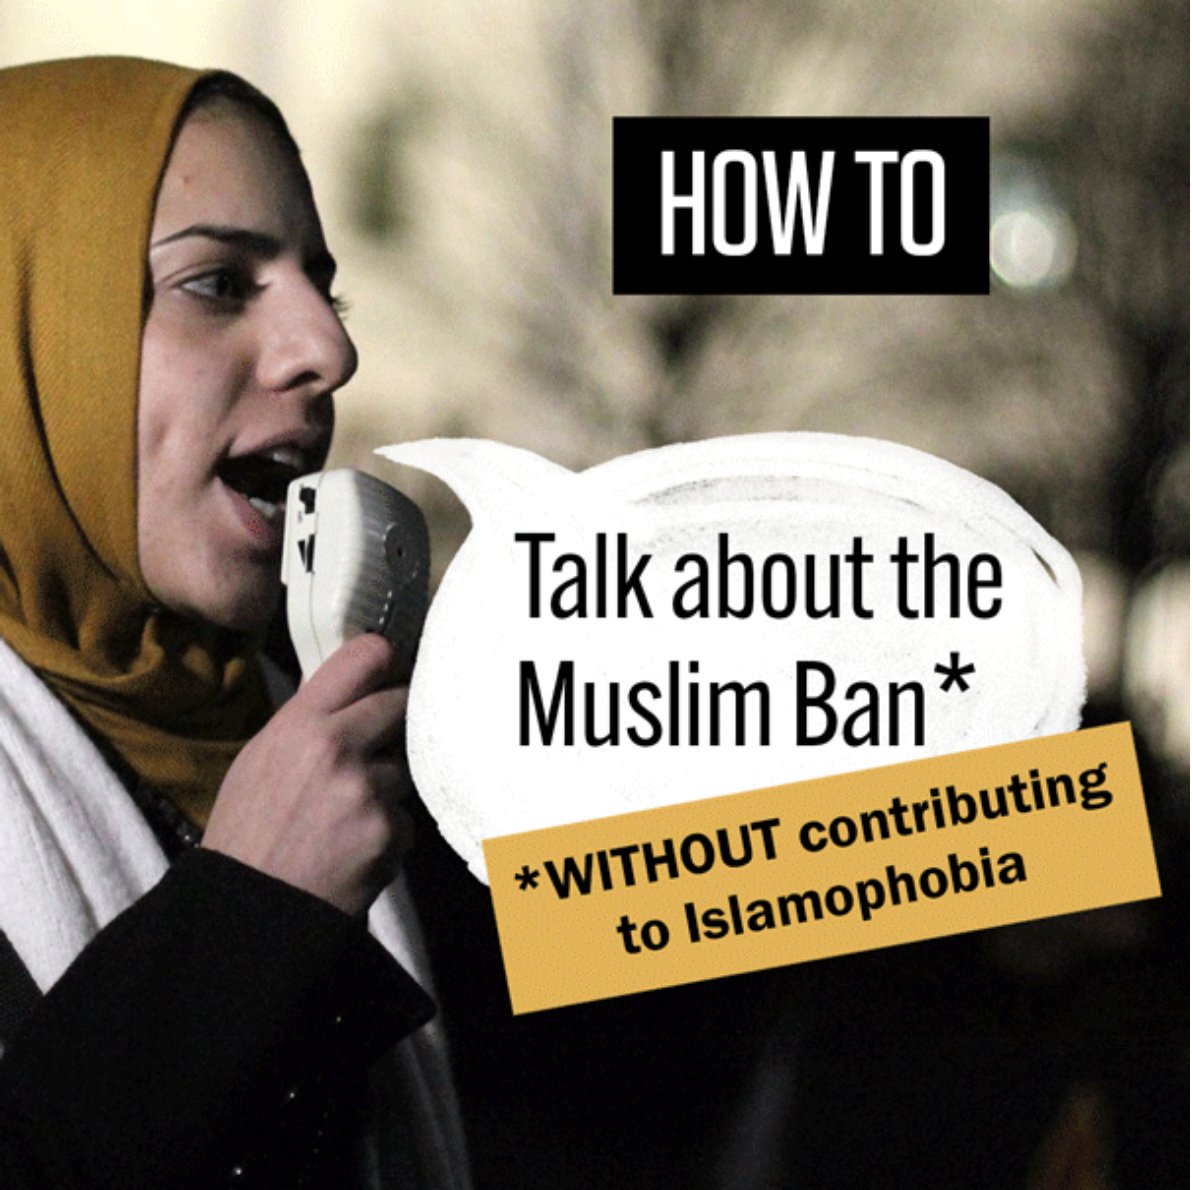 HOW TO
Talk about the
Muslim Ban*
*WITHOUT contributing
to Islamophobia